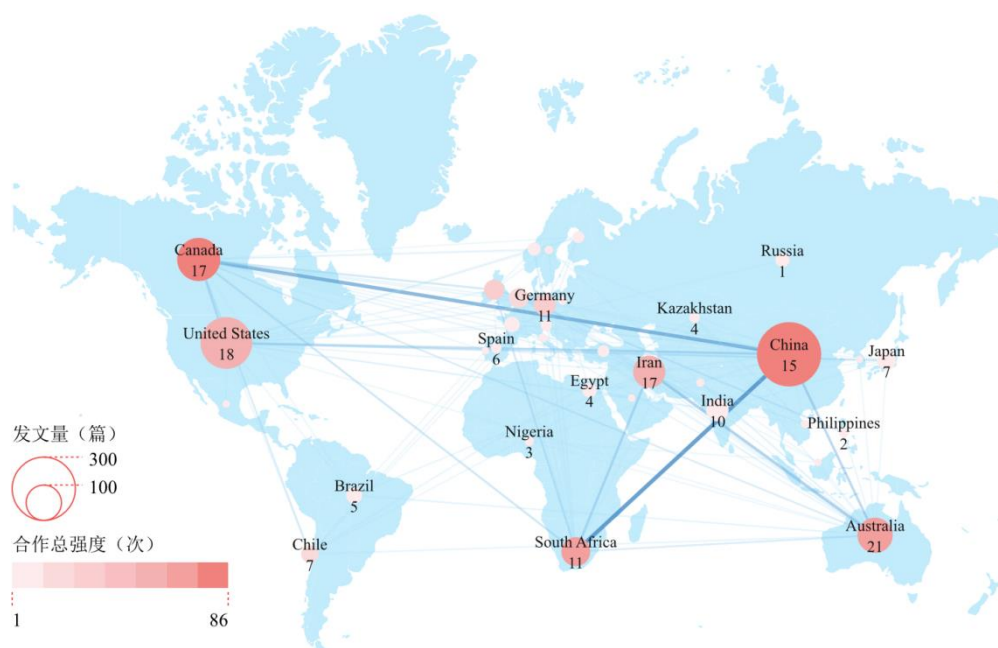 Canada
17
Russia
1
Germany
11
Kazakhstan
4
United States
18
Spain
6
China
15
Japan
7
Iran
17
Egypt
4
India
10
Philippines
2
发文量（篇）
300
100
Nigeria
3
Brazil
5
Australia
21
合作总强度（次）
Chile
7
South Africa
11
1
86